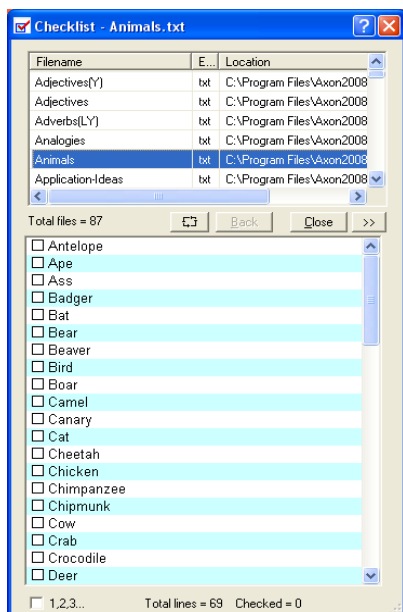 Checklist - Animals.txt
Filename E... Location
Adjectives(Y) txt C:\Program Files\Axon2008
Adjectives txt C:\Program Files\Axon2008
Adverbs(LY) txt C:\Program Files\Axon2008
Analogies txt C:\Program Files\Axon2008
Animals txt C:\Program Files\Axon2008
Application-Ideas txt C:\Program Files\Axon2008
Total files = 87 Back Close >>
Antelope
Ape
Ass
Badger
Bat
Bear
Beaver
Bird
Boar
Camel
Canary
Cat
Cheetah
Chicken
Chimpanzee
Chipmunk
Cow
Crab
Crocodile
Deer
1,2,3... Total lines = 69 Checked = 0